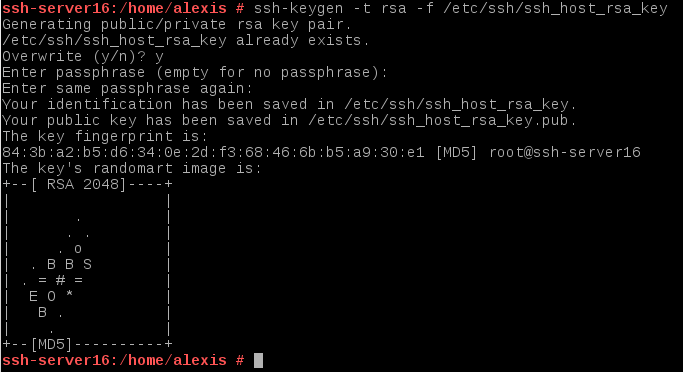 ssh-server16:/home/alexis # ssh-keygen -t rsa -f /etc/ssh/ssh_host_rsa_key
Generating public/private rsa key pair.
/etc/ssh/ssh_host_rsa_key already exists.
Overwrite (y/n)? y
Enter passphrase (empty for no passphrase):
Enter same passphrase again:
Your identification has been saved in /etc/ssh/ssh_host_rsa_key.
Your public key has been saved in /etc/ssh/ssh_host_rsa_key.pub.
The key fingerprint is:
84:3b:a2:b5:d6:34:0e:2d:f3:68:46:6b:b5:a9:30:e1 [MD5] root@ssh-server16
The key's randomart image is:
+--[ RSA 2048]----+
|                 |
|       .         |
|      . .        |
|     . o         |
|  . B B S        |
| . = # =         |
|  E O *          |
|   B .           |
|    .            |
+--[MD5]----------+
ssh-server16:/home/alexis #